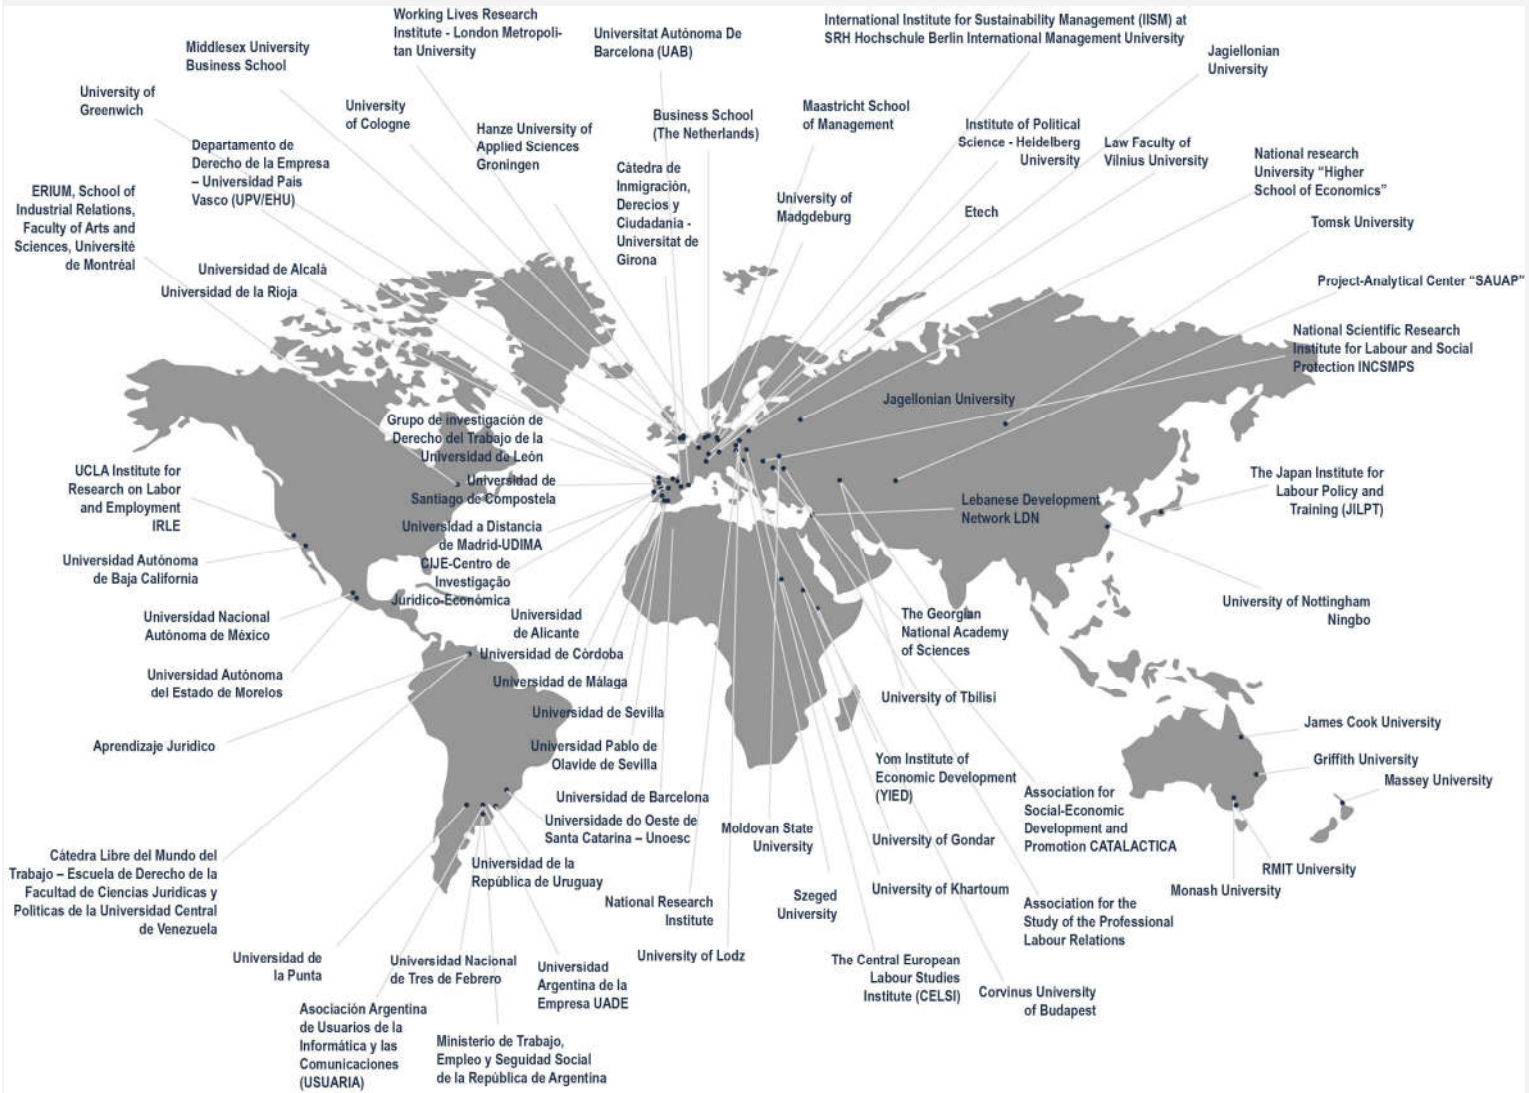 Working Lives Research
Institute - London Metropoli-
tan University
Universitat Autònoma De
Barcelona (UAB)
International Institute for Sustainability Management (IISM) at
SRH Hochschule Berlin International Management University
Middlesex University
Business School
Jagiellonian
University
University of
Greenwich
University
of Cologne
Hanze University of
Applied Sciences
Groningen
Business School
(The Netherlands)
Maastricht School
of Management
Institute of Political
Science - Heidelberg
University
Law Faculty of
Vilnius University
National research
University “Higher
School of Economics”
Departamento de
Derecho de la Empresa
– Universidad Pais
Vasco (UPV/EHU)
Cátedra de
Inmigración,
Derecios y
Ciudadania -
Universitat de
Girona
University of
Madgdeburg
Etech
Tomsk University
ERIUM, School of
Industrial Relations,
Faculty of Arts and
Sciences, Université
de Montréal
Universidad de Alcalá
Universidad de la Rioja
Project-Analytical Center “SAUAP”
National Scientific Research
Institute for Labour and Social
Protection INCSMPS
Jagellonian University
Grupo de investigación de
Derecho del Trabajo de la
Universidad de León
UCLA Institute for
Research on Labor
and Employment
IRLE
Universidad de
Santiago de Compostela
The Japan Institute for
Labour Policy and
Training (JILPT)
Lebanese Development
Network LDN
Universidad a Distancia
de Madrid-UDIMA
CIJE-Centro de
Investigação
Jurídico-Económica
Universidad Autónoma
de Baja California
Universidad Nacional
Autònoma de México
Universidad
de Alicante
The Georgian
National Academy
of Sciences
University of Nottingham
Ningbo
Universidad de Córdoba
Universidad Autónoma
del Estado de Morelos
Universidad de Málaga
University of Tbilisi
Universidad de Sevilla
James Cook University
Aprendizaje Juridico
Universidad Pablo de
Olavide de Sevilla
Griffith University
Massey University
Yom Institute of
Economic Development
(YIED)
Universidad de Barcelona
Association for
Social-Economic
Development and
Promotion CATALACTICA
Universidade do Oeste de
Santa Catarina – Unoesc
Moldovan State
University
University of Gondar
Cátedra Libre del Mundo del
Trabajo – Escuela de Derecho de la
Facultad de Ciencias Juridicas y
Politicas de la Universidad Central
de Venezuela
Universidad de la
República de Uruguay
RMIT University
Monash University
University of Khartoum
National Research
Institute
Szeged
University
Association for the
Study of the Professional
Labour Relations
University of Lodz
Universidad de
la Punta
Universidad Nacional
de Tres de Febrero
Universidad
Argentina de la
Empresa UADE
The Central European
Labour Studies
Institute (CELSI)
Corvinus University
of Budapest
Asociación Argentina
de Usuarios de la
Informática y las
Comunicaciones
(USUARIA)
Ministerio de Trabajo,
Empleo y Seguidad Social
de la República de Argentina